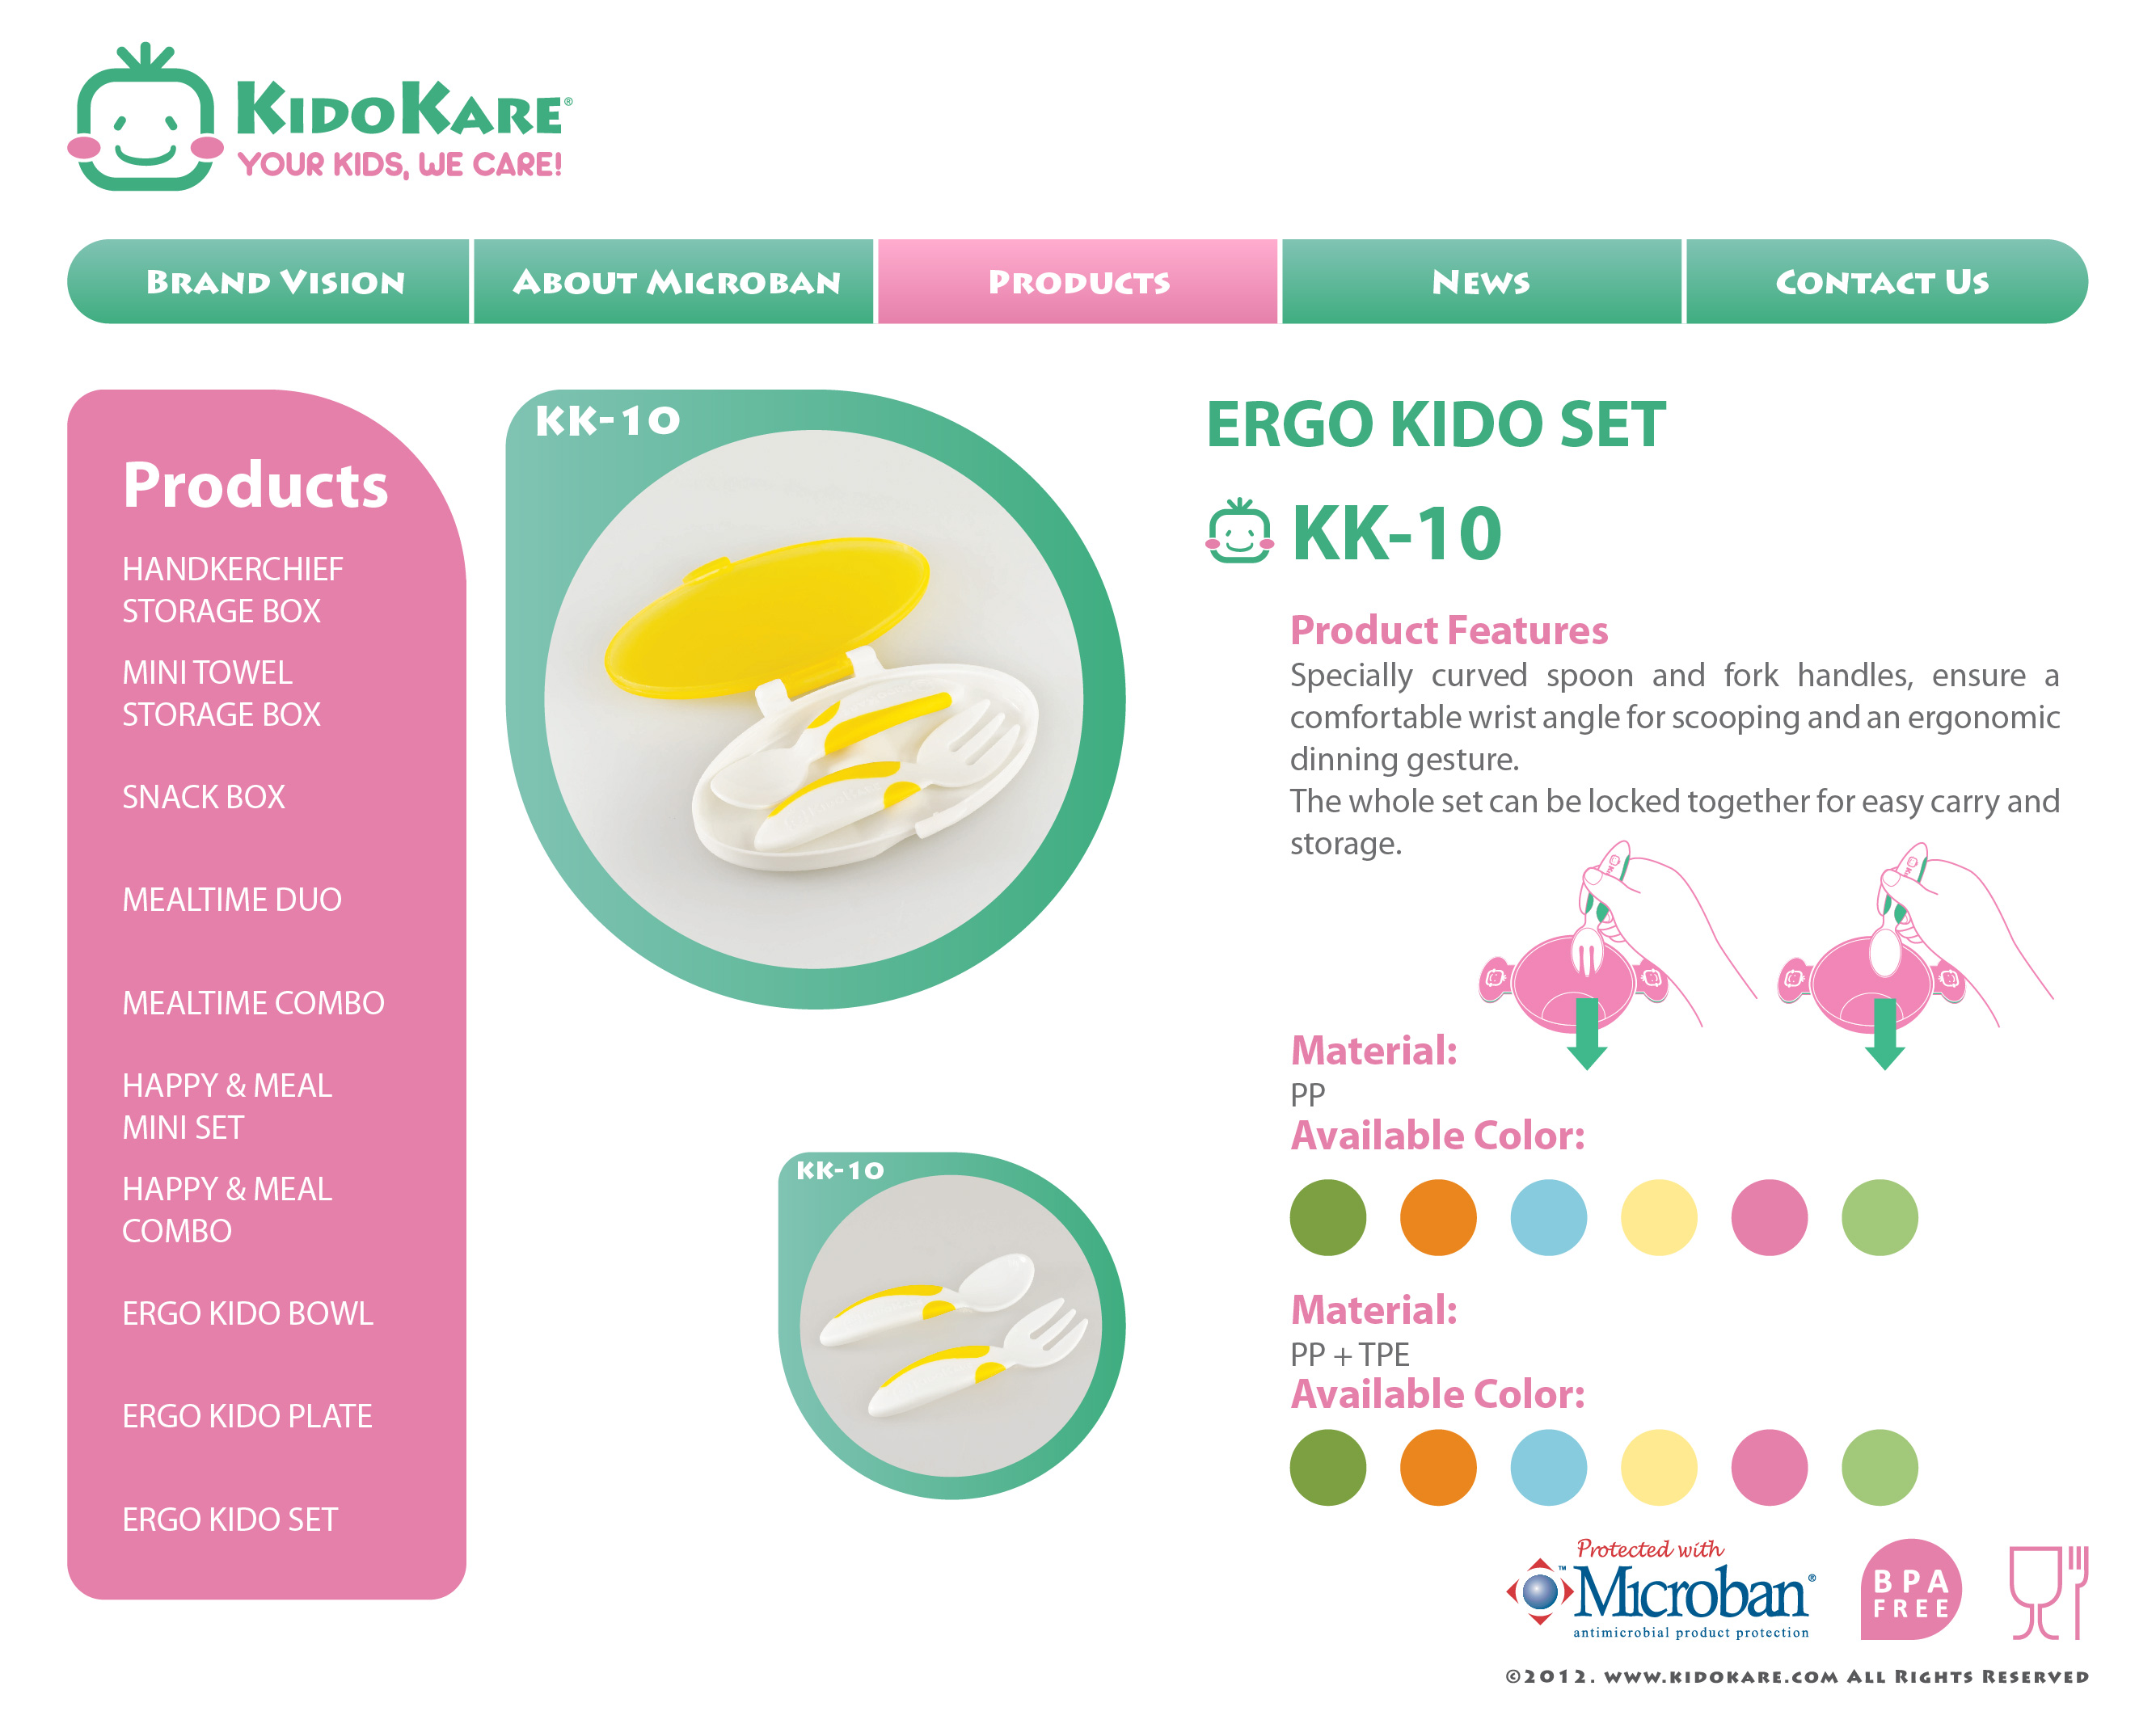 KIDOKARE®
YOUR KIDS, WE CARE!
BRAND VISION
ABOUT MICROBAN
PRODUCTS
NEWS
CONTACT US
Products
HANDKERCHIEF
STORAGE BOX
MINI TOWEL
STORAGE BOX
SNACK BOX
MEALTIME DUO
MEALTIME COMBO
HAPPY & MEAL
MINI SET
HAPPY & MEAL
COMBO
ERGO KIDO BOWL
ERGO KIDO PLATE
ERGO KIDO SET
KK-10
KK-10
ERGO KIDO SET
KK-10
Product Features
Specially curved spoon and fork handles, ensure a
comfortable wrist angle for scooping and an ergonomic
dinning gesture.
The whole set can be locked together for easy carry and
storage.
Material:
PP
Available Color:
Material:
PP + TPE
Available Color:
Protected with
™Microban®
antimicrobial product protection
BPA
FREE
©2012. WWW.KIDOKARE.COM ALL RIGHTS RESERVED